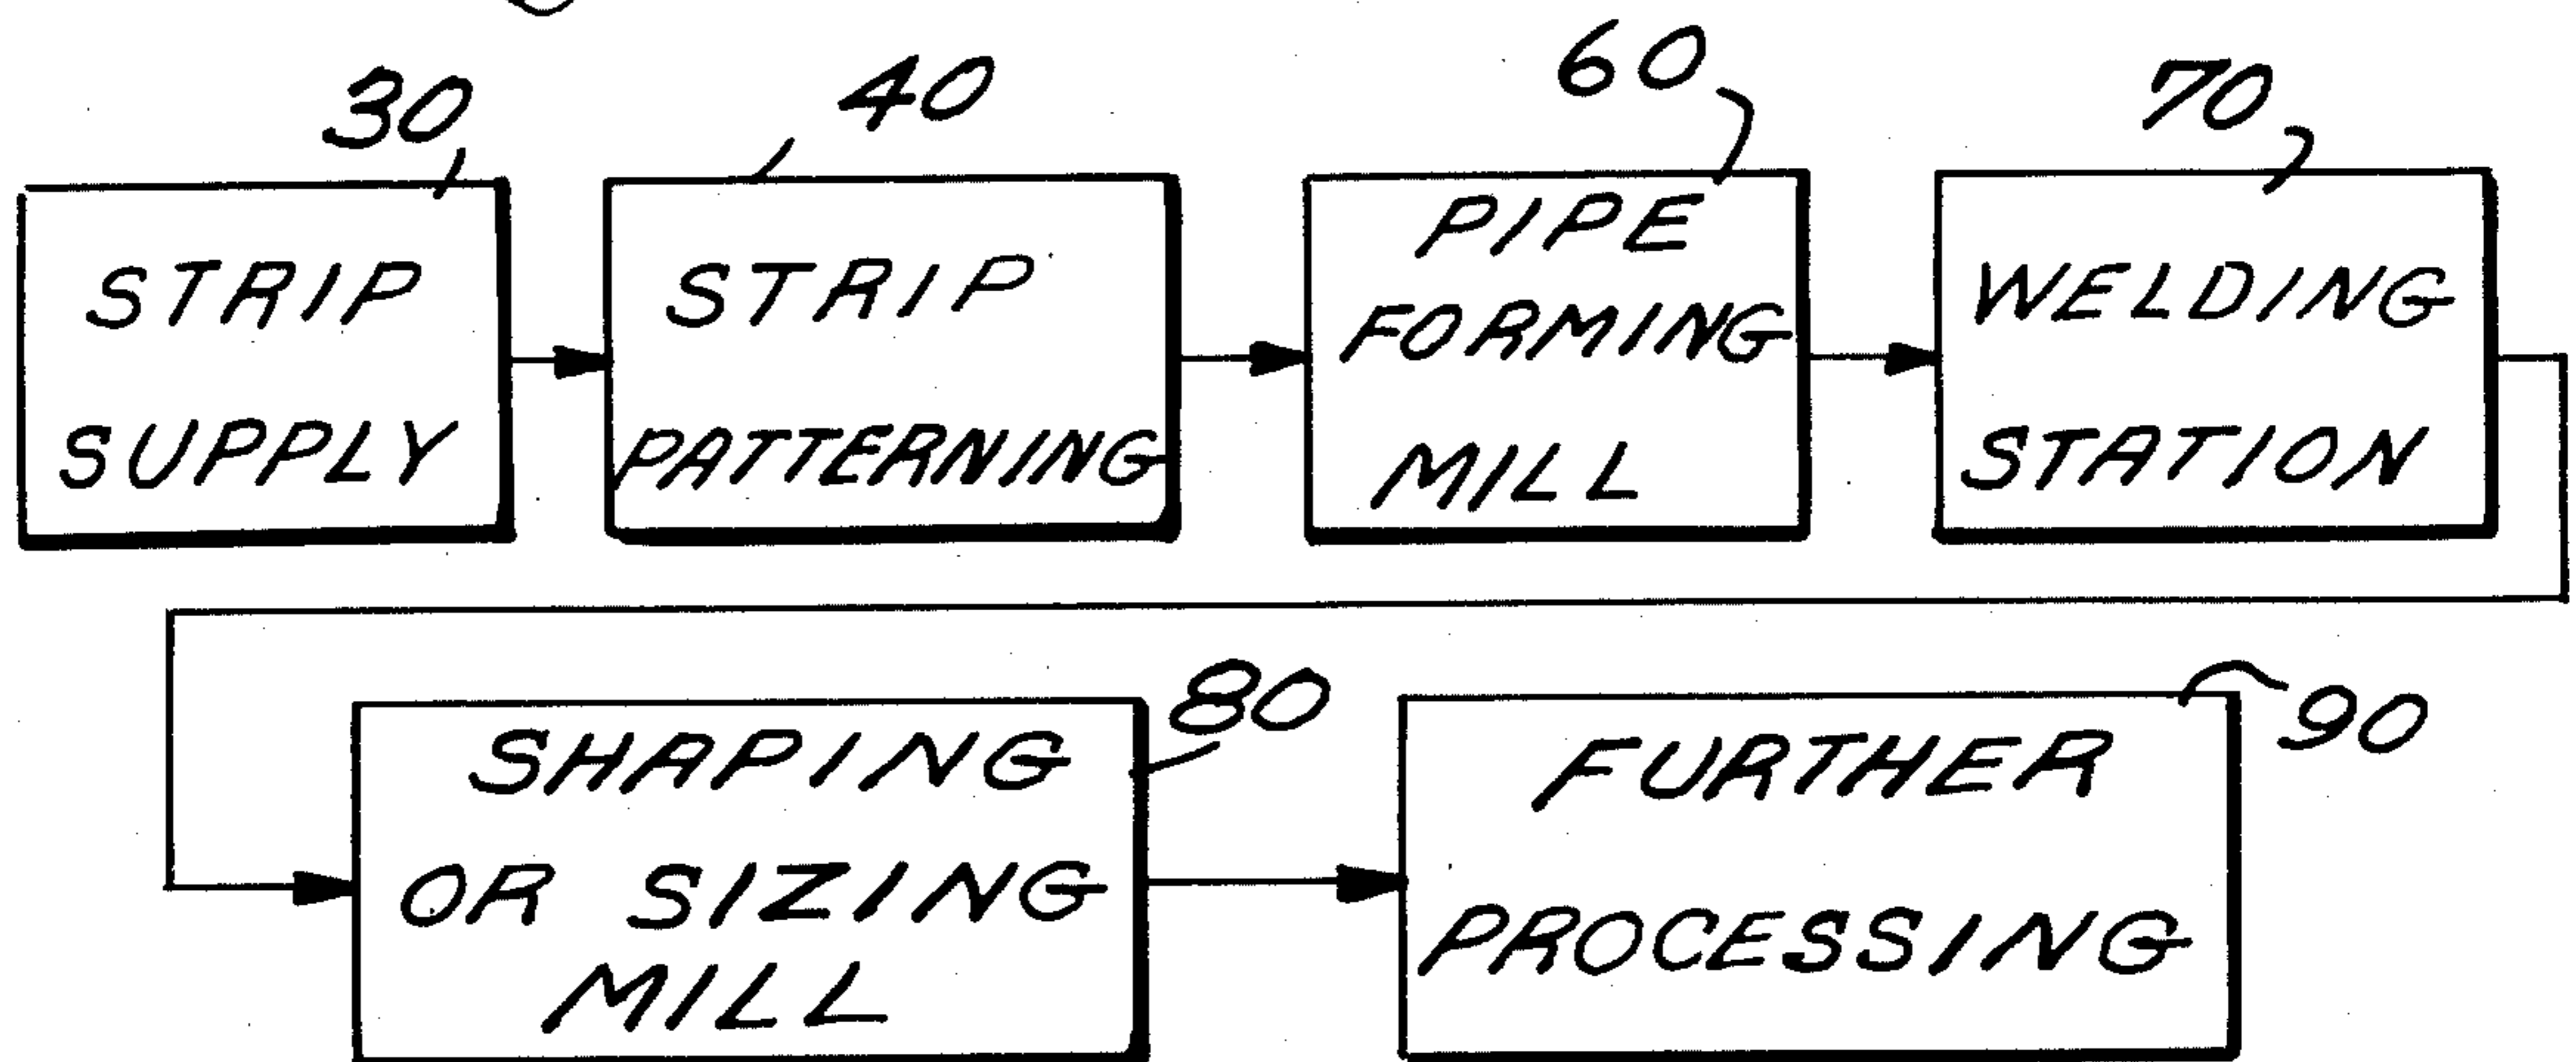 30
STRIP
SUPPLY
40
STRIP
PATTERNING
60
PIPE
FORMING
MILL
70
WELDING
STATION
80
SHAPING
OR SIZING
MILL
90
FURTHER
PROCESSING